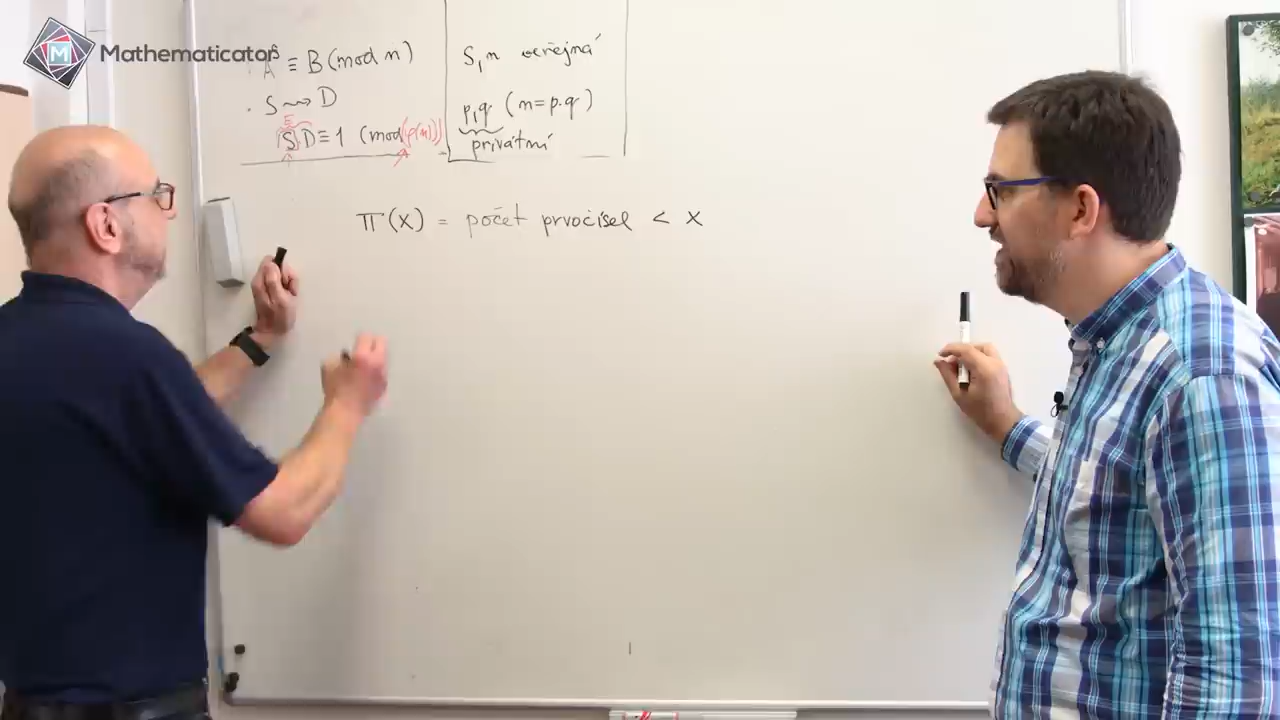 Mathematicator
A^S ≡ B (mod n)
· S ⇝ D
E
S D ≡ 1 (mod φ(n))
S, n veřejná
p, q (n = p·q)
privátní
π(x) = počet prvočísel < x